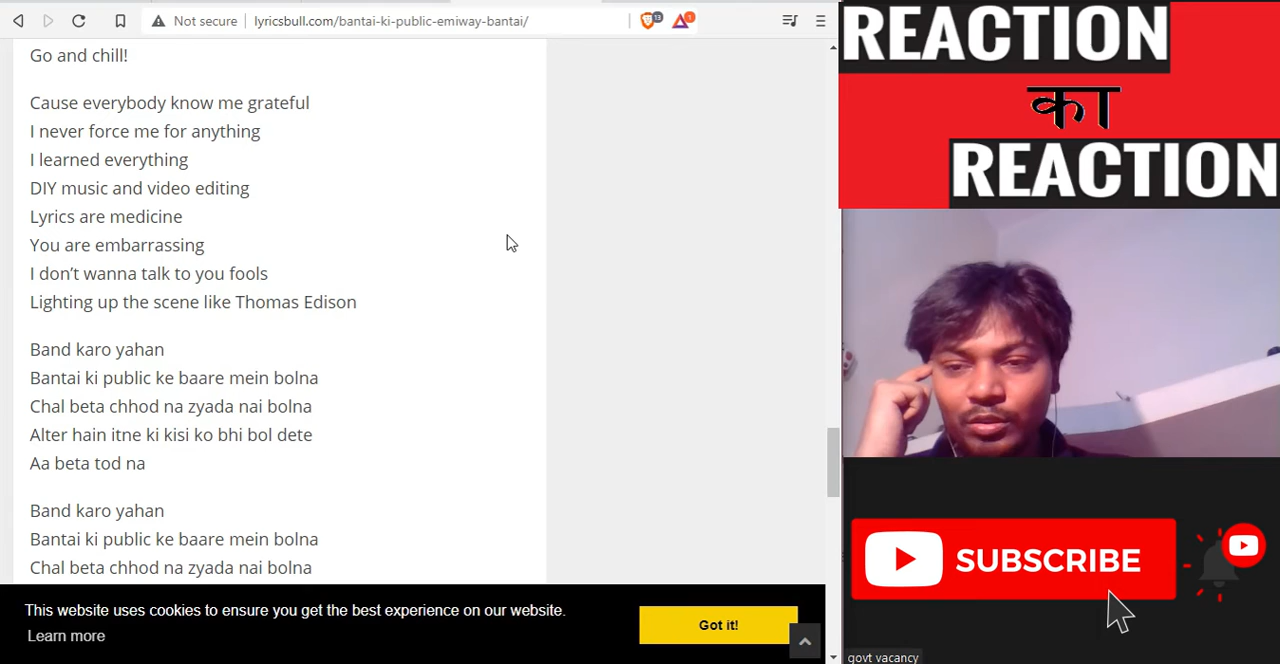 Not secure
lyricsbull.com/bantai-ki-public-emiway-bantai/
13
1
Go and chill!
Cause everybody know me grateful
I never force me for anything
I learned everything
DIY music and video editing
Lyrics are medicine
You are embarrassing
I don’t wanna talk to you fools
Lighting up the scene like Thomas Edison
Band karo yahan
Bantai ki public ke baare mein bolna
Chal beta chhod na zyada nai bolna
Alter hain itne ki kisi ko bhi bol dete
Aa beta tod na
Band karo yahan
Bantai ki public ke baare mein bolna
Chal beta chhod na zyada nai bolna
This website uses cookies to ensure you get the best experience on our website.
Learn more
Got it!
REACTION
का
REACTION
SUBSCRIBE
govt vacancy